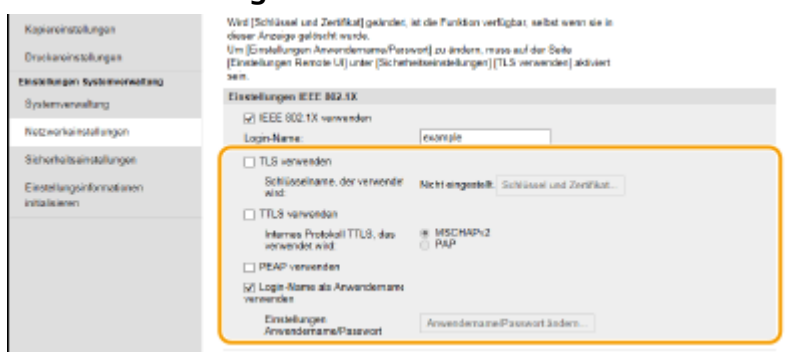 Kopiereinstellungen
Druckereinstellungen
Einstellungen Systemverwaltung
Systemverwaltung
Netzwerkeinstellungen
Sicherheitseinstellungen
Einstellungsinformationen
initialisieren
Wird [Schlüssel und Zertifikat] geändert, ist die Funktion verfügbar, selbst wenn sie in
dieser Anzeige gelöscht wurde.
Um [Einstellungen Anwendername/Passwort] zu ändern, muss auf der Seite
[Einstellungen Remote UI] unter [Sicherheitseinstellungen] [TLS verwenden] aktiviert
sein.
Einstellungen IEEE 802.1X
IEEE 802.1X verwenden
Login-Name: example
TLS verwenden
Schlüsselname, der verwendet
wird: Nicht eingestellt. Schlüssel und Zertifikat...
TTLS verwenden
Internes Protokoll TTLS, das
verwendet wird: MSCHAPv2
PAP
PEAP verwenden
Login-Name als Anwendername
verwenden
Einstellungen
Anwendername/Passwort Anwendername/Passwort ändern...